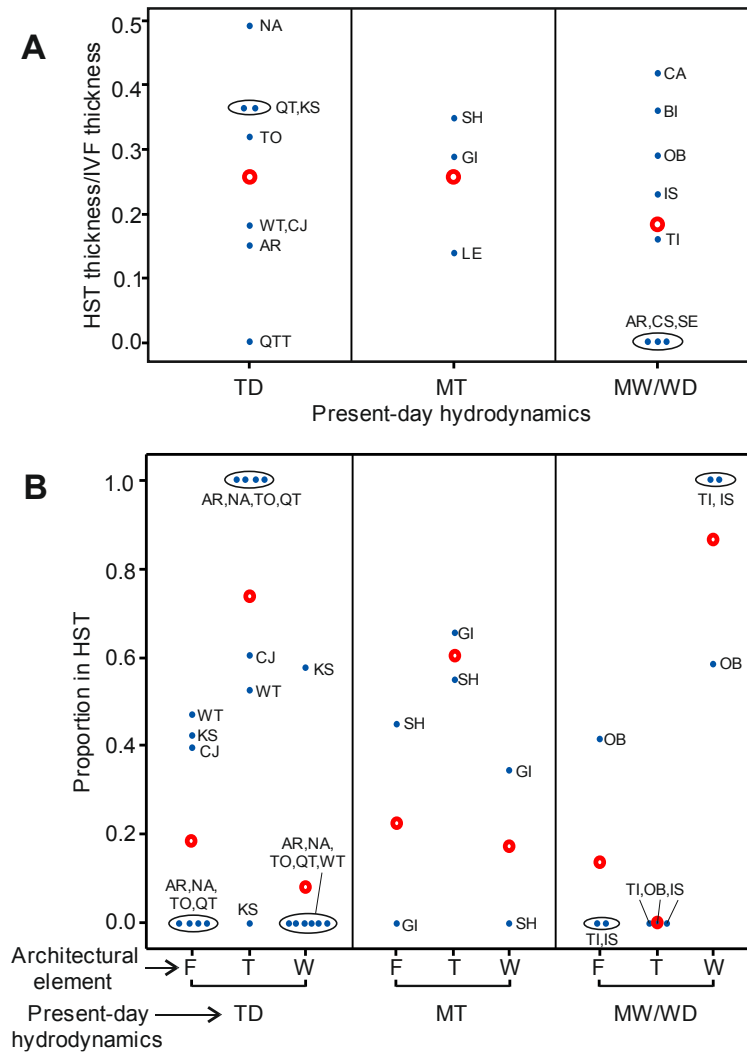 A
HST thickness/IVF thickness
0.5
0.4
0.3
0.2
0.1
0.0
NA
QT,KS
TO
WT,CJ
AR
QTT
SH
GI
LE
CA
BI
OB
IS
TI
AR,CS,SE
TD MT MW/WD
Present-day hydrodynamics
B
Proportion in HST
1.0
0.8
0.6
0.4
0.2
0.0
AR,NA,TO,QT
CJ
WT
KS
WT
KS
CJ
AR,NA,
TO,QT
KS
AR,NA,
TO,QT,WT
GI
SH
SH
GI
GI
SH
TI, IS
OB
OB
TI,OB,IS
TI,IS
Architectural
element
F T W F T W F T W
Present-day
hydrodynamics
TD MT MW/WD